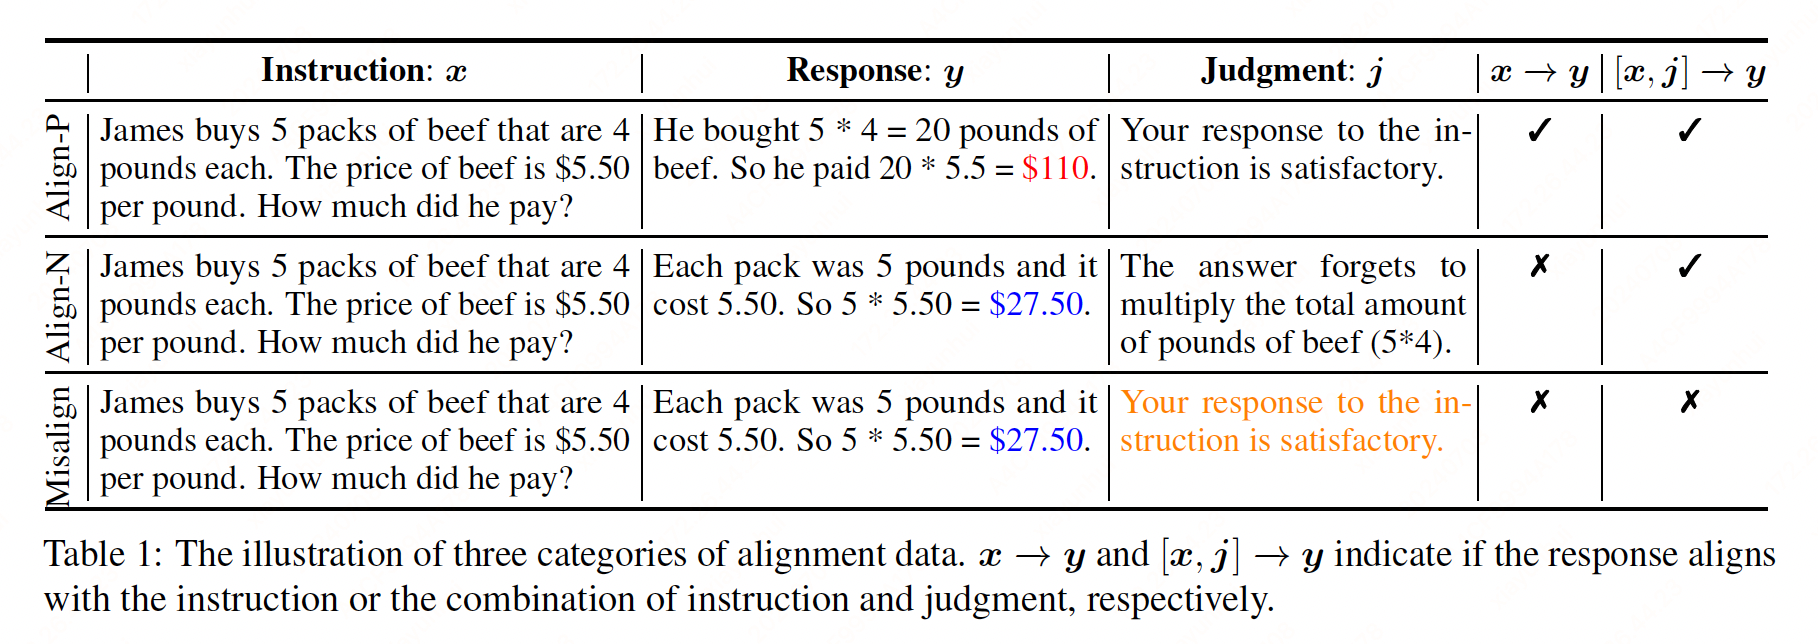 Instruction: x Response: y Judgment: j x → y [x, j] → y
Align-P
James buys 5 packs of beef that are 4
pounds each. The price of beef is $5.50
per pound. How much did he pay?
He bought 5 * 4 = 20 pounds of
beef. So he paid 20 * 5.5 = $110.
Your response to the in-
struction is satisfactory.
✓ ✓
Align-N
James buys 5 packs of beef that are 4
pounds each. The price of beef is $5.50
per pound. How much did he pay?
Each pack was 5 pounds and it
cost 5.50. So 5 * 5.50 = $27.50.
The answer forgets to
multiply the total amount
of pounds of beef (5*4).
✗ ✓
Misalign
James buys 5 packs of beef that are 4
pounds each. The price of beef is $5.50
per pound. How much did he pay?
Each pack was 5 pounds and it
cost 5.50. So 5 * 5.50 = $27.50.
Your response to the in-
struction is satisfactory.
✗ ✗
Table 1: The illustration of three categories of alignment data. x → y and [x, j] → y indicate if the response aligns
with the instruction or the combination of instruction and judgment, respectively.